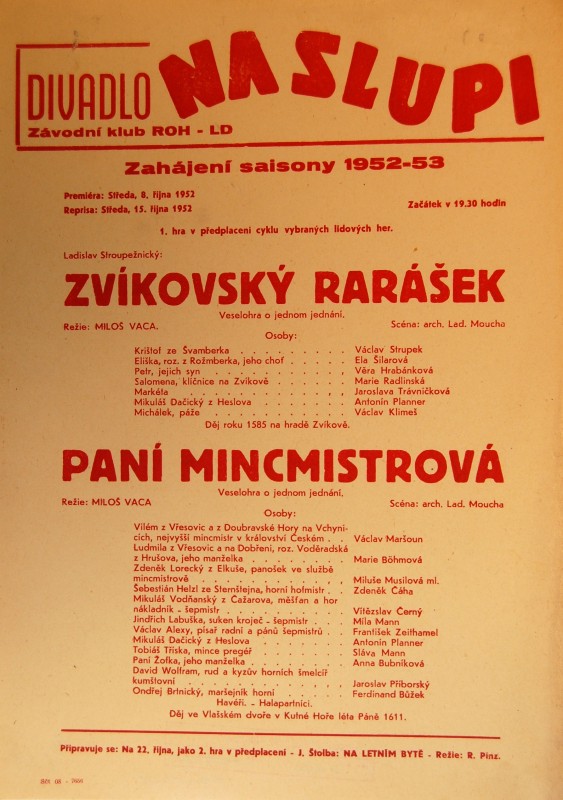 DIVADLO NA SLUPI
Závodní klub ROH - LD
Zahájení saisony 1952-53
Premiéra: Středa, 8. října 1952
Reprisa: Středa, 15. října 1952
Začátek v 19.30 hodin
1. hra v předplacení cyklu vybraných lidových her.
Ladislav Stroupežnický:
ZVÍKOVSKÝ RARÁŠEK
Veselohra o jednom jednání.
Režie: MILOŠ VACA.
Scéna: arch. Lad. Moucha
Osoby:
Krištof ze Švamberka . . . . . . . . . Václav Strupek
Eliška, roz. z Rožmberka, jeho choť . . . . . Ela Šilarová
Petr, jejich syn . . . . . . . . . . . Věra Hrabánková
Salomena, klíčnice na Zvíkově . . . . . . Marie Radlinská
Markéta . . . . . . . . . . . . Jaroslava Trávníčková
Mikuláš Dačický z Heslova . . . . . . . Antonín Planner
Michálek, páže . . . . . . . . . . . Václav Klimeš
Děj roku 1585 na hradě Zvíkově.
PANÍ MINCMISTROVÁ
Veselohra o jednom jednání.
Režie: MILOŠ VACA
Scéna: arch. Lad. Moucha
Osoby:
Vilém z Vřesovic a z Doubravské Hory na Vchyni-
cích, nejvyšší mincmistr v království Českém . . Václav Maršoun
Ludmila z Vřesovic a na Dobřeni, roz. Voděradská
z Hrušova, jeho manželka . . . . . . . Marie Böhmová
Zdeněk Lorecký z Elkuše, panošek ve službě
mincmistrově . . . . . . . . . . . Miluše Musilová ml.
Šebestián Helzl ze Sternštejna, horní hofmistr . . Zdeněk Čáha
Mikuláš Vodňanský z Čažarova, měšťan a hor
nákladník - šepmistr . . . . . . . . . Vítězslav Černý
Jindřich Labuška, suken kroječ - šepmistr . . . Míla Mann
Václav Alexy, písař radní a pánů šepmistrů . . František Zeithamel
Mikuláš Dačický z Heslova . . . . . . . Antonín Planner
Tobiáš Tříska, mince pregéř . . . . . . . Sláva Mann
Paní Žofka, jeho manželka . . . . . . . Anna Bubníková
David Wolfram, rud a kyzův horních šmelcíř
kumštovní . . . . . . . . . . . . Jaroslav Příborský
Ondřej Brtnický, maršejník horní . . . . . Ferdinand Bůžek
Havéři. - Halapartníci.
Děj ve Vlašském dvoře v Kutné Hoře léta Páně 1611.
Připravuje se: Na 22. října, jako 2. hra v předplacení - J. Štolba: NA LETNÍM BYTĚ - Režie: R. Pinz.